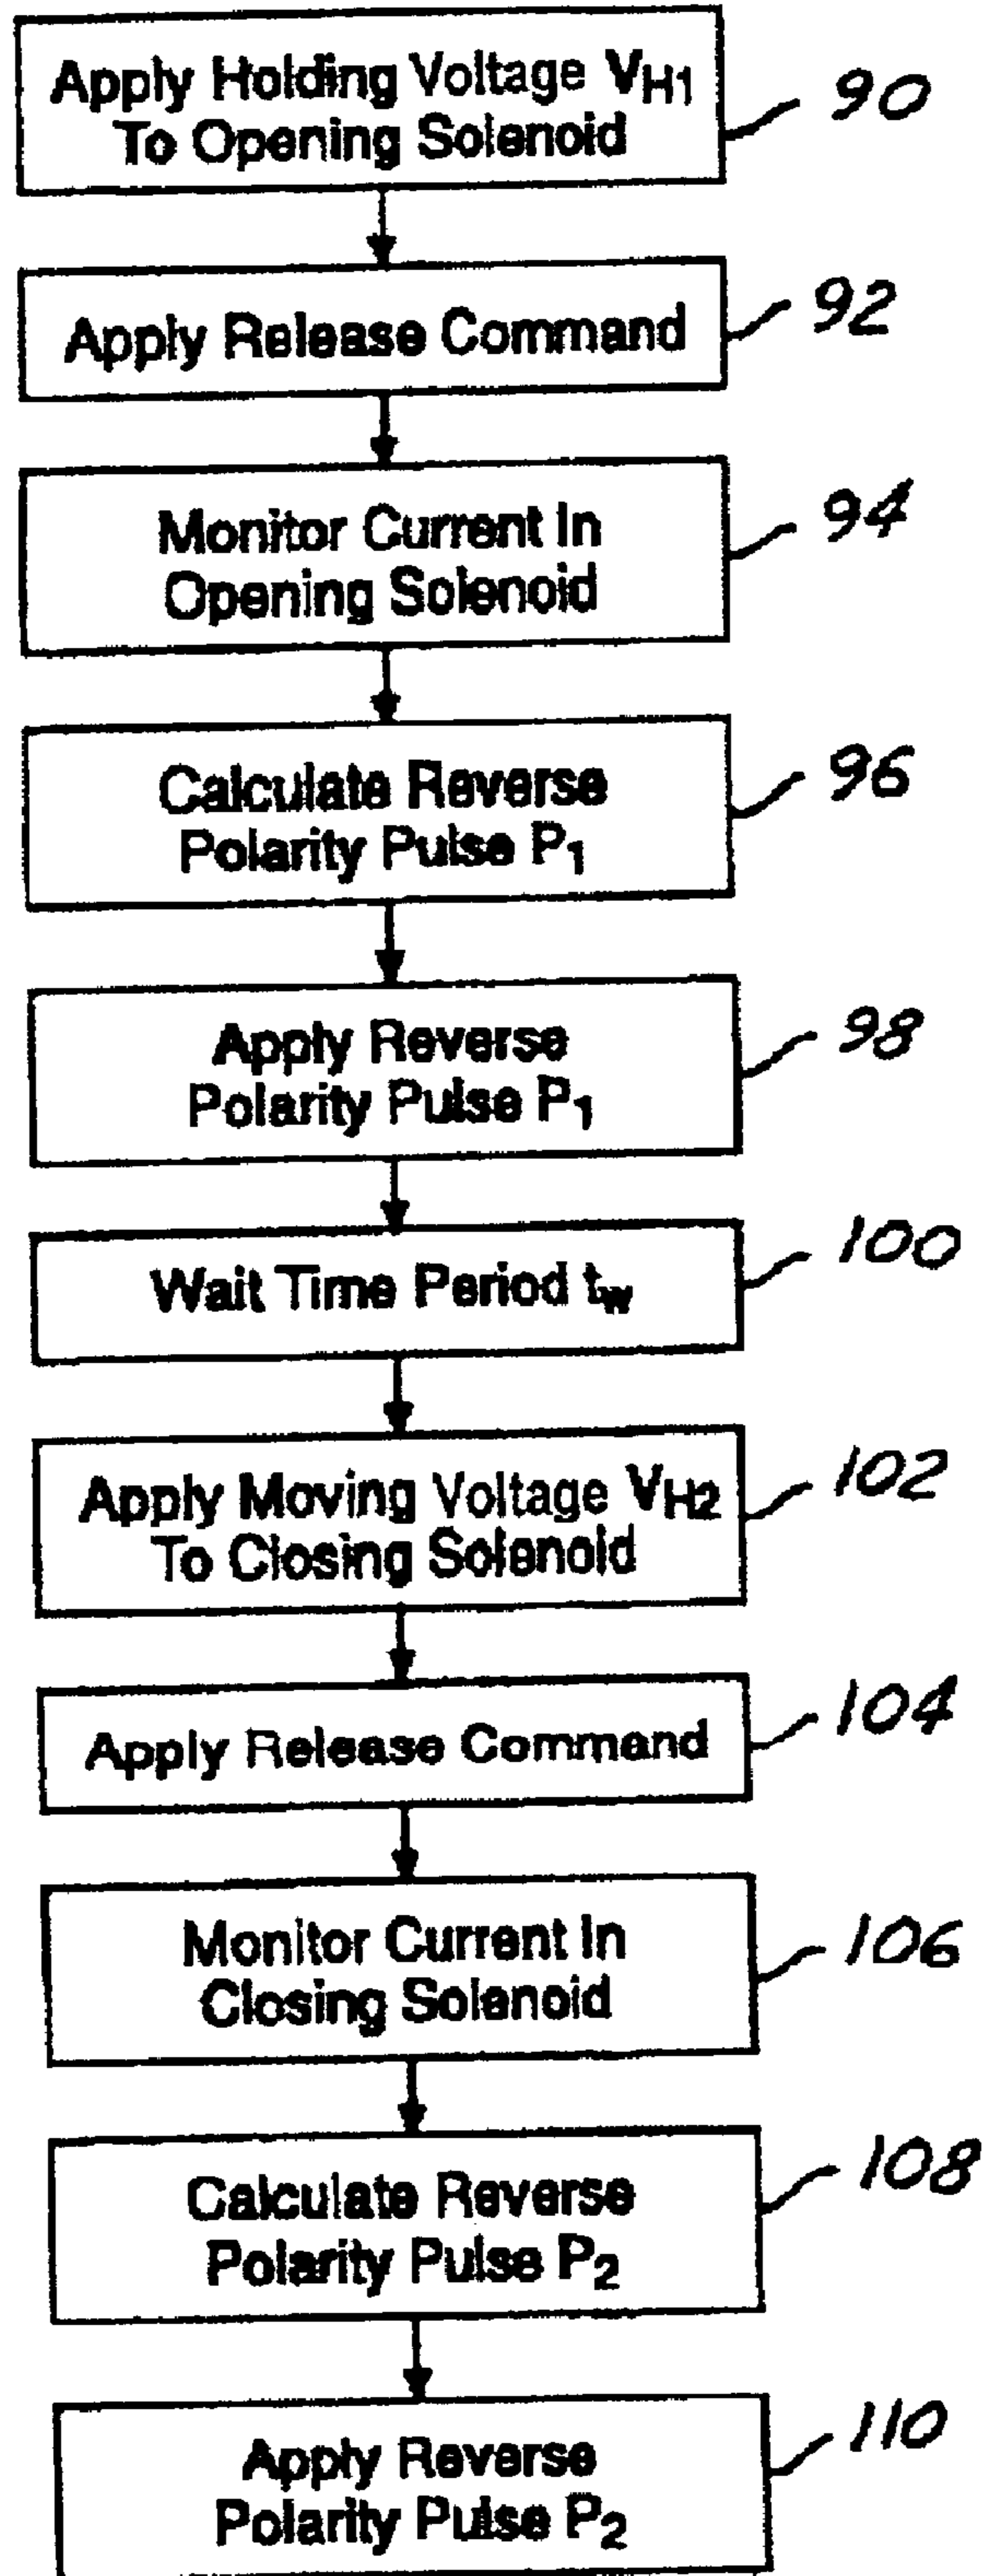 Apply Holding Voltage V_H1
To Opening Solenoid
90
Apply Release Command
92
Monitor Current In
Opening Solenoid
94
Calculate Reverse
Polarity Pulse P₁
96
Apply Reverse
Polarity Pulse P₁
98
Wait Time Period t_w
100
Apply Moving Voltage V_H2
To Closing Solenoid
102
Apply Release Command
104
Monitor Current In
Closing Solenoid
106
Calculate Reverse
Polarity Pulse P₂
108
Apply Reverse
Polarity Pulse P₂
110